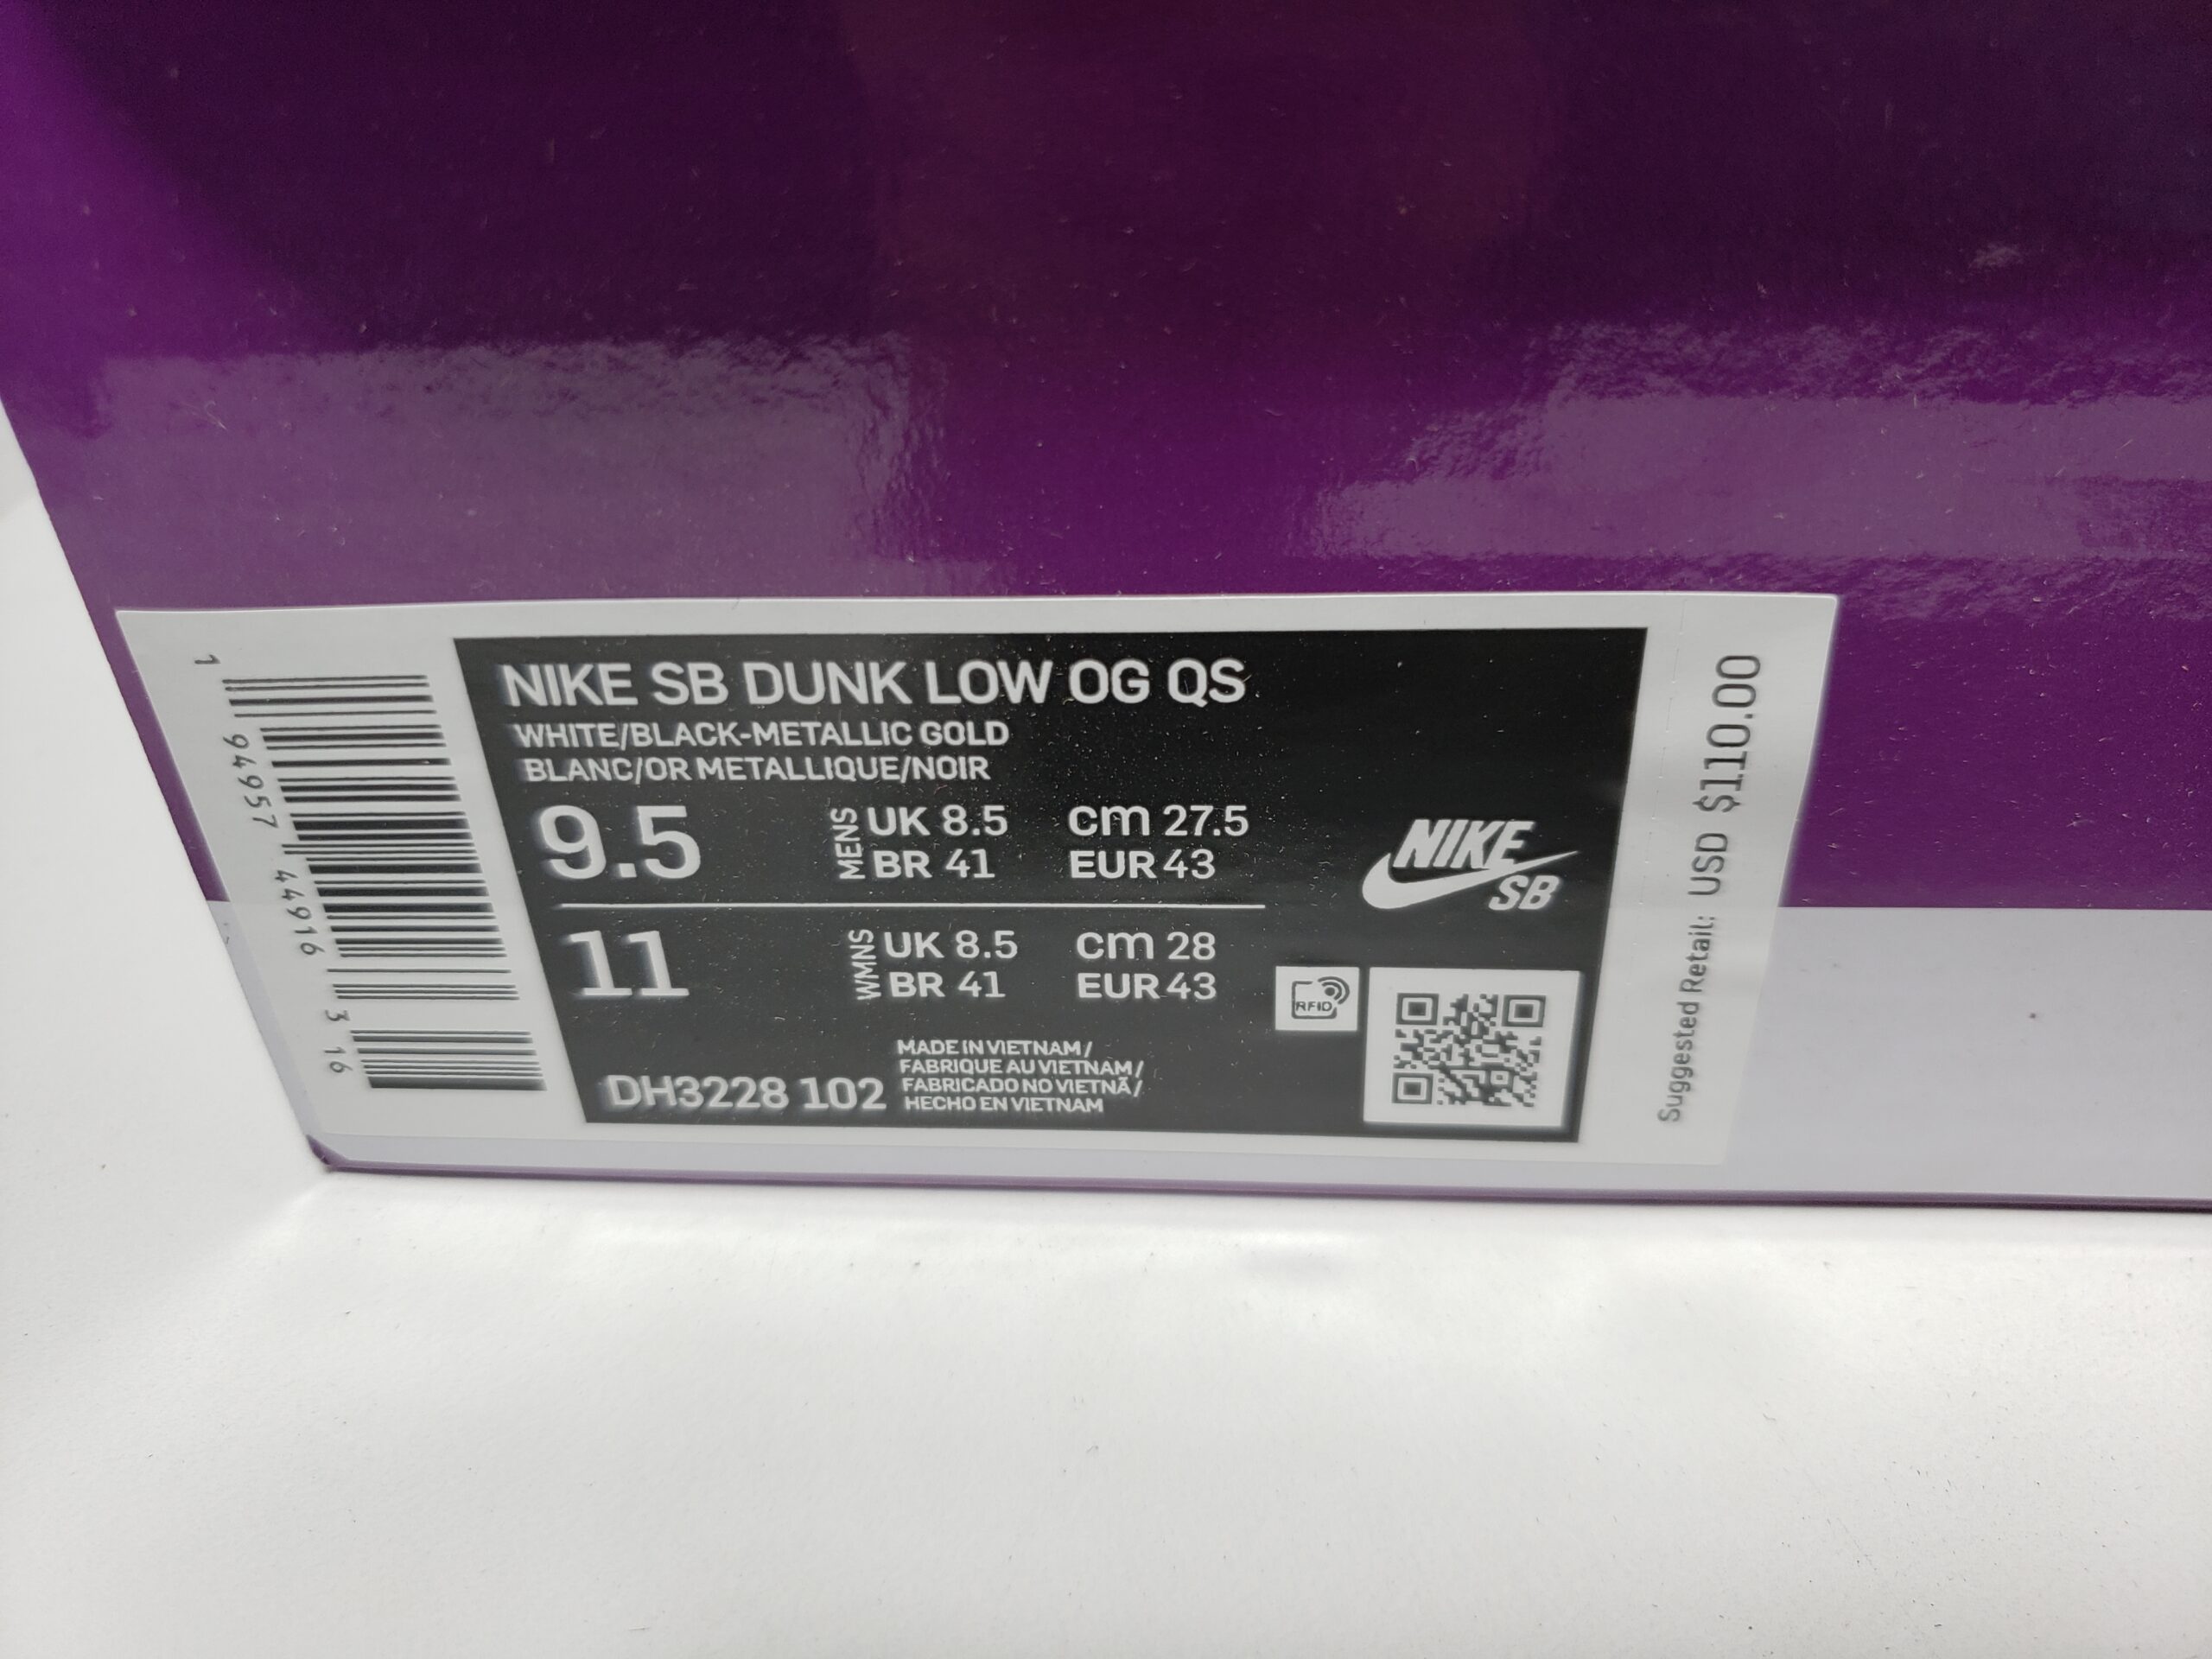 NIKE SB DUNK LOW OG QS
WHITE/BLACK-METALLIC GOLD
BLANC/OR METALLIQUE/NOIR
9.5 MENS UK 8.5 cm 27.5
BR 41 EUR 43
11 WMNS UK 8.5 cm 28
BR 41 EUR 43
DH3228 102
MADE IN VIETNAM/
FABRIQUE AU VIETNAM/
FABRICADO NO VIETNÃ/
HECHO EN VIETNAM
NIKE
SB
RFID
1 94957 44916 3 16
Suggested Retail: USD $110.00